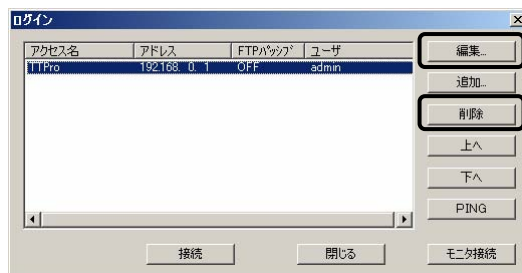 ログイン
アクセス名 アドレス FTPパッシブ ユーザ
TTPro 192.168. 0. 1 OFF admin
編集...
追加...
削除
上へ
下へ
PING
接続 閉じる モニタ接続